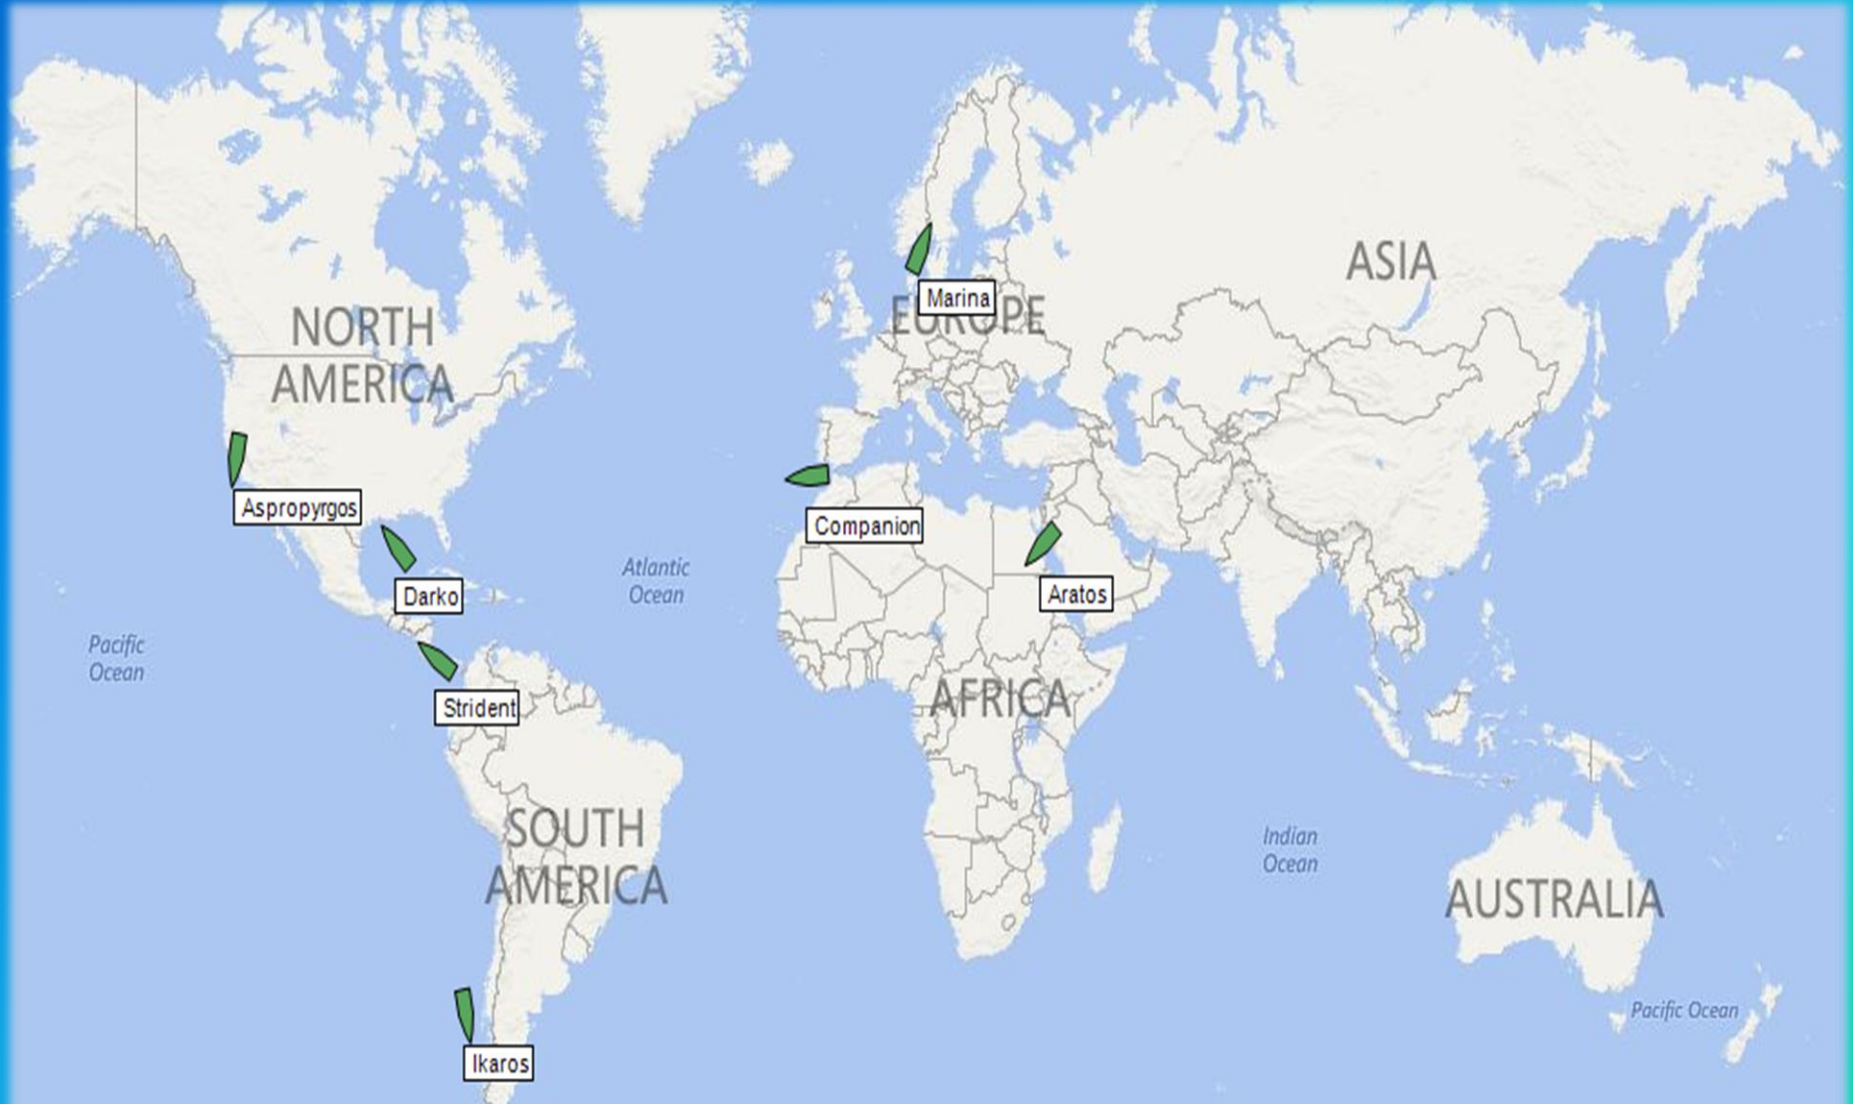 ASIA
Marina
EUROPE
NORTH
AMERICA
Aspropyrgos
Companion
Atlantic
Ocean
Darko
Aratos
Pacific
Ocean
Strident
AFRICA
SOUTH
AMERICA
Indian
Ocean
AUSTRALIA
Pacific Ocean
Ikaros